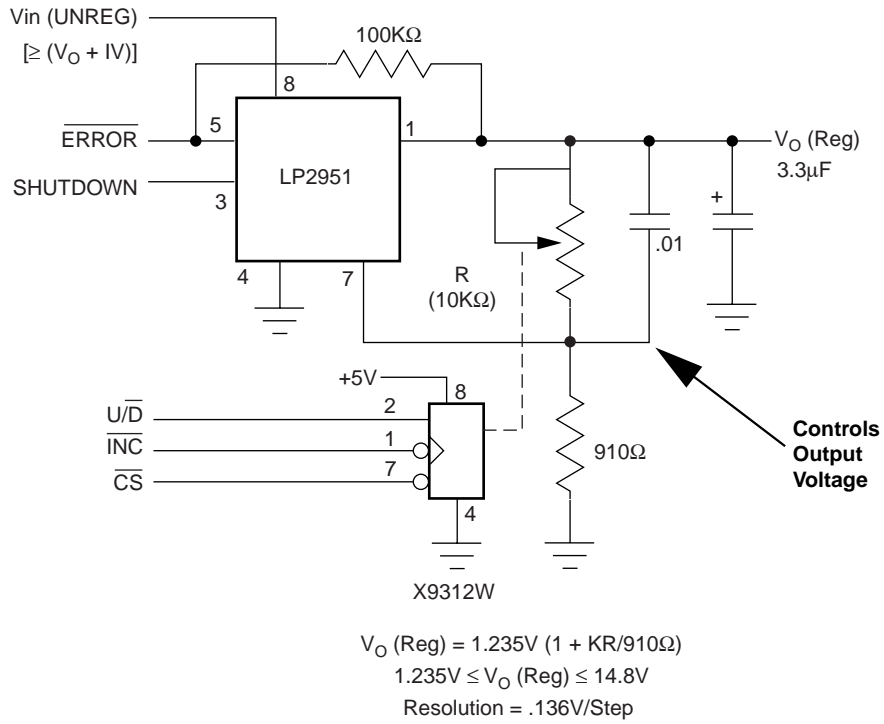 Vin (UNREG)
[≥ (VO + IV)]
100KΩ
8
ERROR
5
1
VO (Reg)
3.3µF
LP2951
SHUTDOWN
3
+
.01
4
7
R
(10KΩ)
+5V
8
U/D
2
INC
1
910Ω
CS
7
4
Controls
Output
Voltage
X9312W
VO (Reg) = 1.235V (1 + KR/910Ω)
1.235V ≤ VO (Reg) ≤ 14.8V
Resolution = .136V/Step